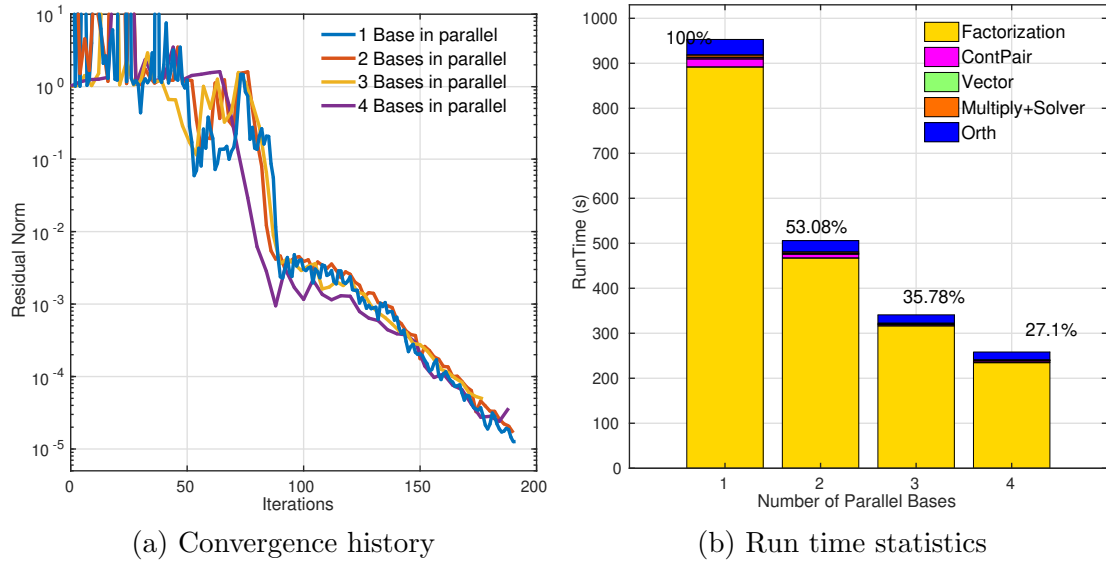 10^1
10^0
10^-1
10^-2
10^-3
10^-4
10^-5
Residual Norm
0 50 100 150 200
Iterations
1 Base in parallel
2 Bases in parallel
3 Bases in parallel
4 Bases in parallel
(a) Convergence history
1000
900
800
700
600
500
400
300
200
100
0
RunTime (s)
100%
53.08%
35.78%
27.1%
Factorization
ContPair
Vector
Multiply+Solver
Orth
1 2 3 4
Number of Parallel Bases
(b) Run time statistics